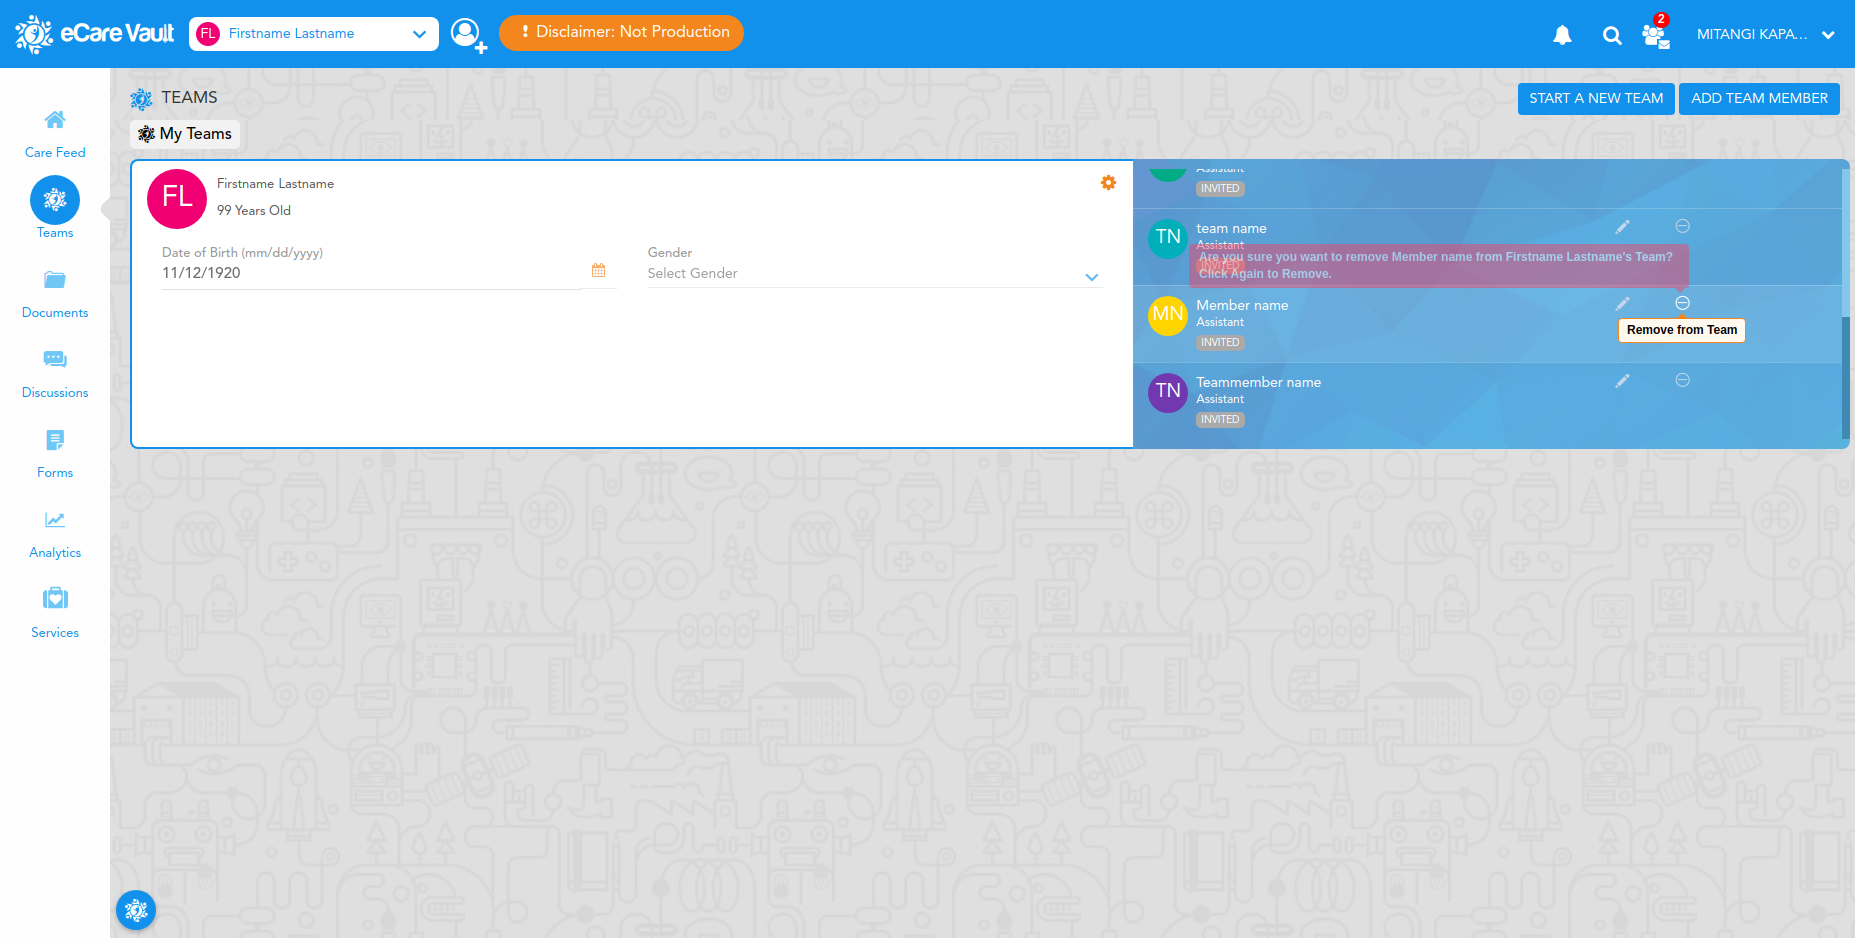 eCare Vault
FL Firstname Lastname
! Disclaimer: Not Production
2
MITANGI KAPA...
TEAMS
START A NEW TEAM
ADD TEAM MEMBER
My Teams
Care Feed
Teams
Documents
Discussions
Forms
Analytics
Services
FL
Firstname Lastname
99 Years Old
Date of Birth (mm/dd/yyyy)
11/12/1920
Gender
Select Gender
Assistant
INVITED
TN
team name
Assistant
INVITED
Are you sure you want to remove Member name from Firstname Lastname's Team?
Click Again to Remove.
MN
Member name
Assistant
INVITED
Remove from Team
TN
Teammember name
Assistant
INVITED